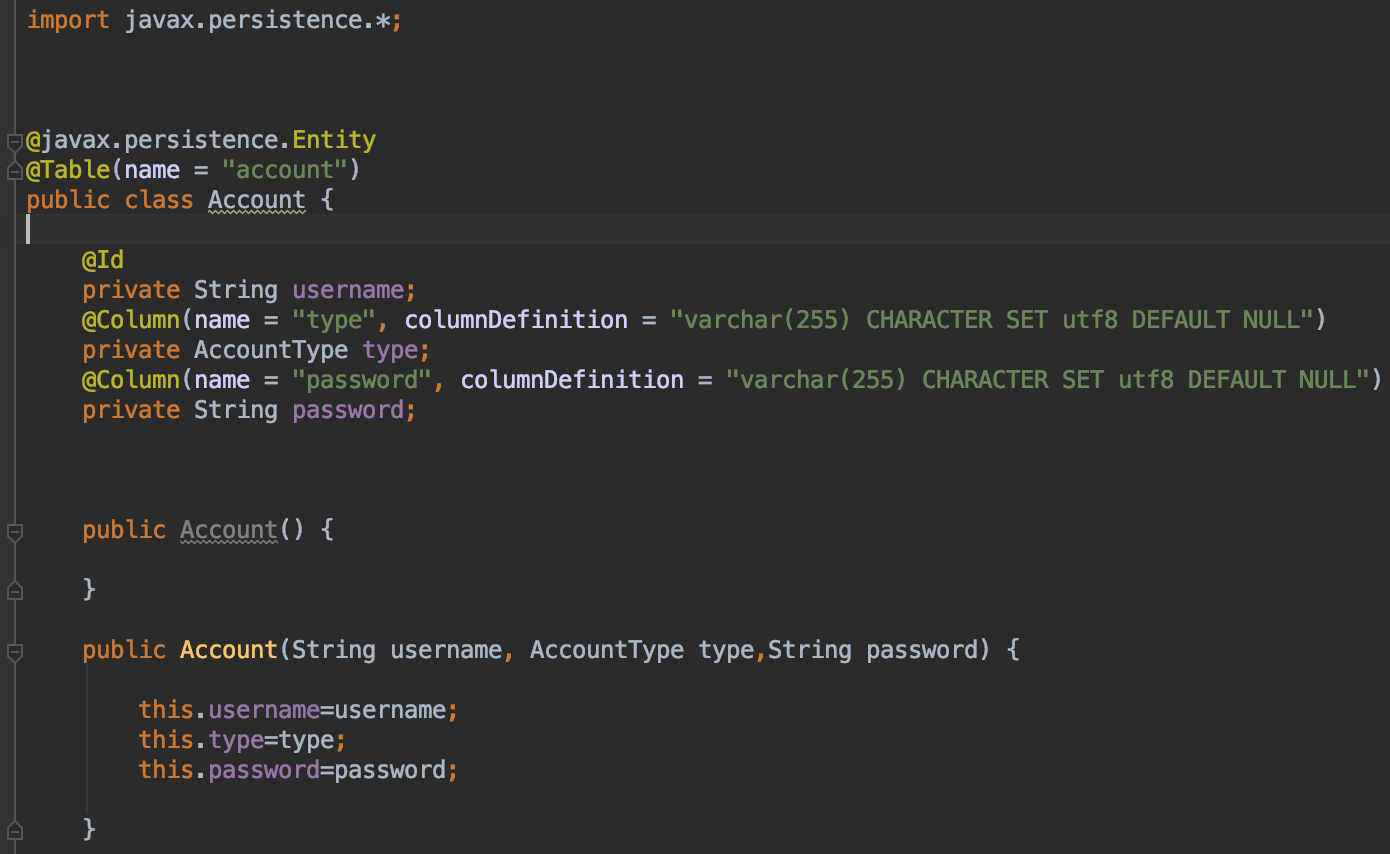 import javax.persistence.*;
@javax.persistence.Entity
@Table(name = "account")
public class Account {
@Id
private String username;
@Column(name = "type", columnDefinition = "varchar(255) CHARACTER SET utf8 DEFAULT NULL")
private AccountType type;
@Column(name = "password", columnDefinition = "varchar(255) CHARACTER SET utf8 DEFAULT NULL")
private String password;
public Account() {
}
public Account(String username, AccountType type,String password) {
this.username=username;
this.type=type;
this.password=password;
}